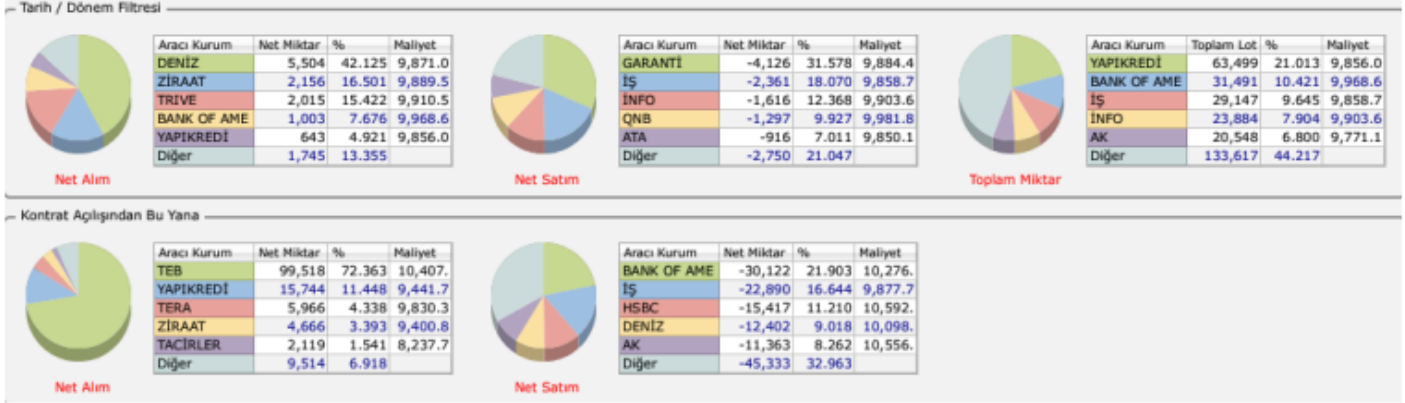 Tarih / Dönem Filtresi
Aracı Kurum Net Miktar % Maliyet
DENİZ 5,504 42.125 9,871.0
ZİRAAT 2,156 16.501 9,889.5
TRIVE 2,015 15.422 9,910.5
BANK OF AME 1,003 7.676 9,968.6
YAPIKREDİ 643 4.921 9,856.0
Diğer 1,745 13.355
Net Alım
Aracı Kurum Net Miktar % Maliyet
GARANTİ -4,126 31.578 9,884.4
İŞ -2,361 18.070 9,858.7
İNFO -1,616 12.368 9,903.6
QNB -1,297 9.927 9,981.8
ATA -916 7.011 9,850.1
Diğer -2,750 21.047
Net Satım
Aracı Kurum Toplam Lot % Maliyet
YAPIKREDİ 63,499 21.013 9,856.0
BANK OF AME 31,491 10.421 9,968.6
İŞ 29,147 9.645 9,858.7
İNFO 23,884 7.904 9,903.6
AK 20,548 6.800 9,771.1
Diğer 133,617 44.217
Toplam Miktar
Kontrat Açılışından Bu Yana
Aracı Kurum Net Miktar % Maliyet
TEB 99,518 72.363 10,407.
YAPIKREDİ 15,744 11.448 9,441.7
TERA 5,966 4.338 9,830.3
ZİRAAT 4,666 3.393 9,400.8
TACİRLER 2,119 1.541 8,237.7
Diğer 9,514 6.918
Net Alım
Aracı Kurum Net Miktar % Maliyet
BANK OF AME -30,122 21.903 10,276.
İŞ -22,890 16.644 9,877.7
HSBC -15,417 11.210 10,592.
DENİZ -12,402 9.018 10,098.
AK -11,363 8.262 10,556.
Diğer -45,333 32.963
Net Satım